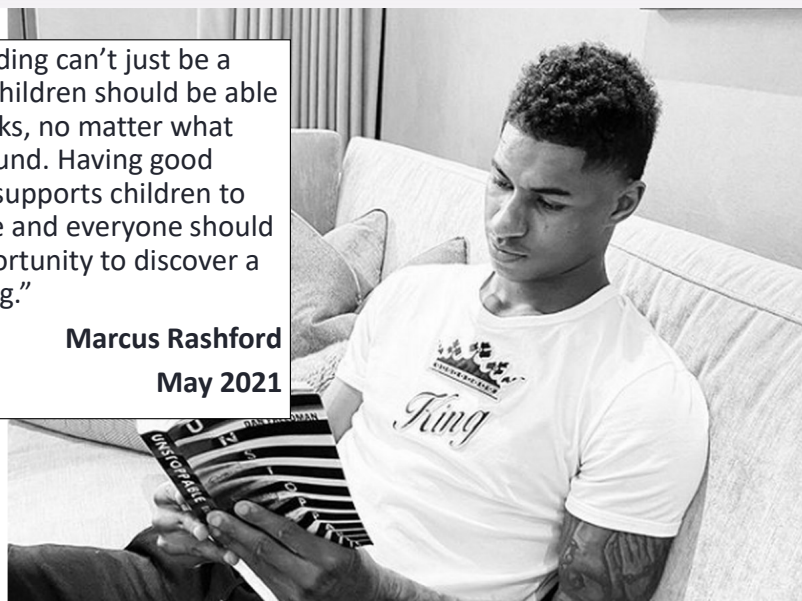 ding can’t just be a
hildren should be able
ks, no matter what
und. Having good
supports children to
e and everyone should
ortunity to discover a
g.”
Marcus Rashford
May 2021
King
UNSTOPPABLE